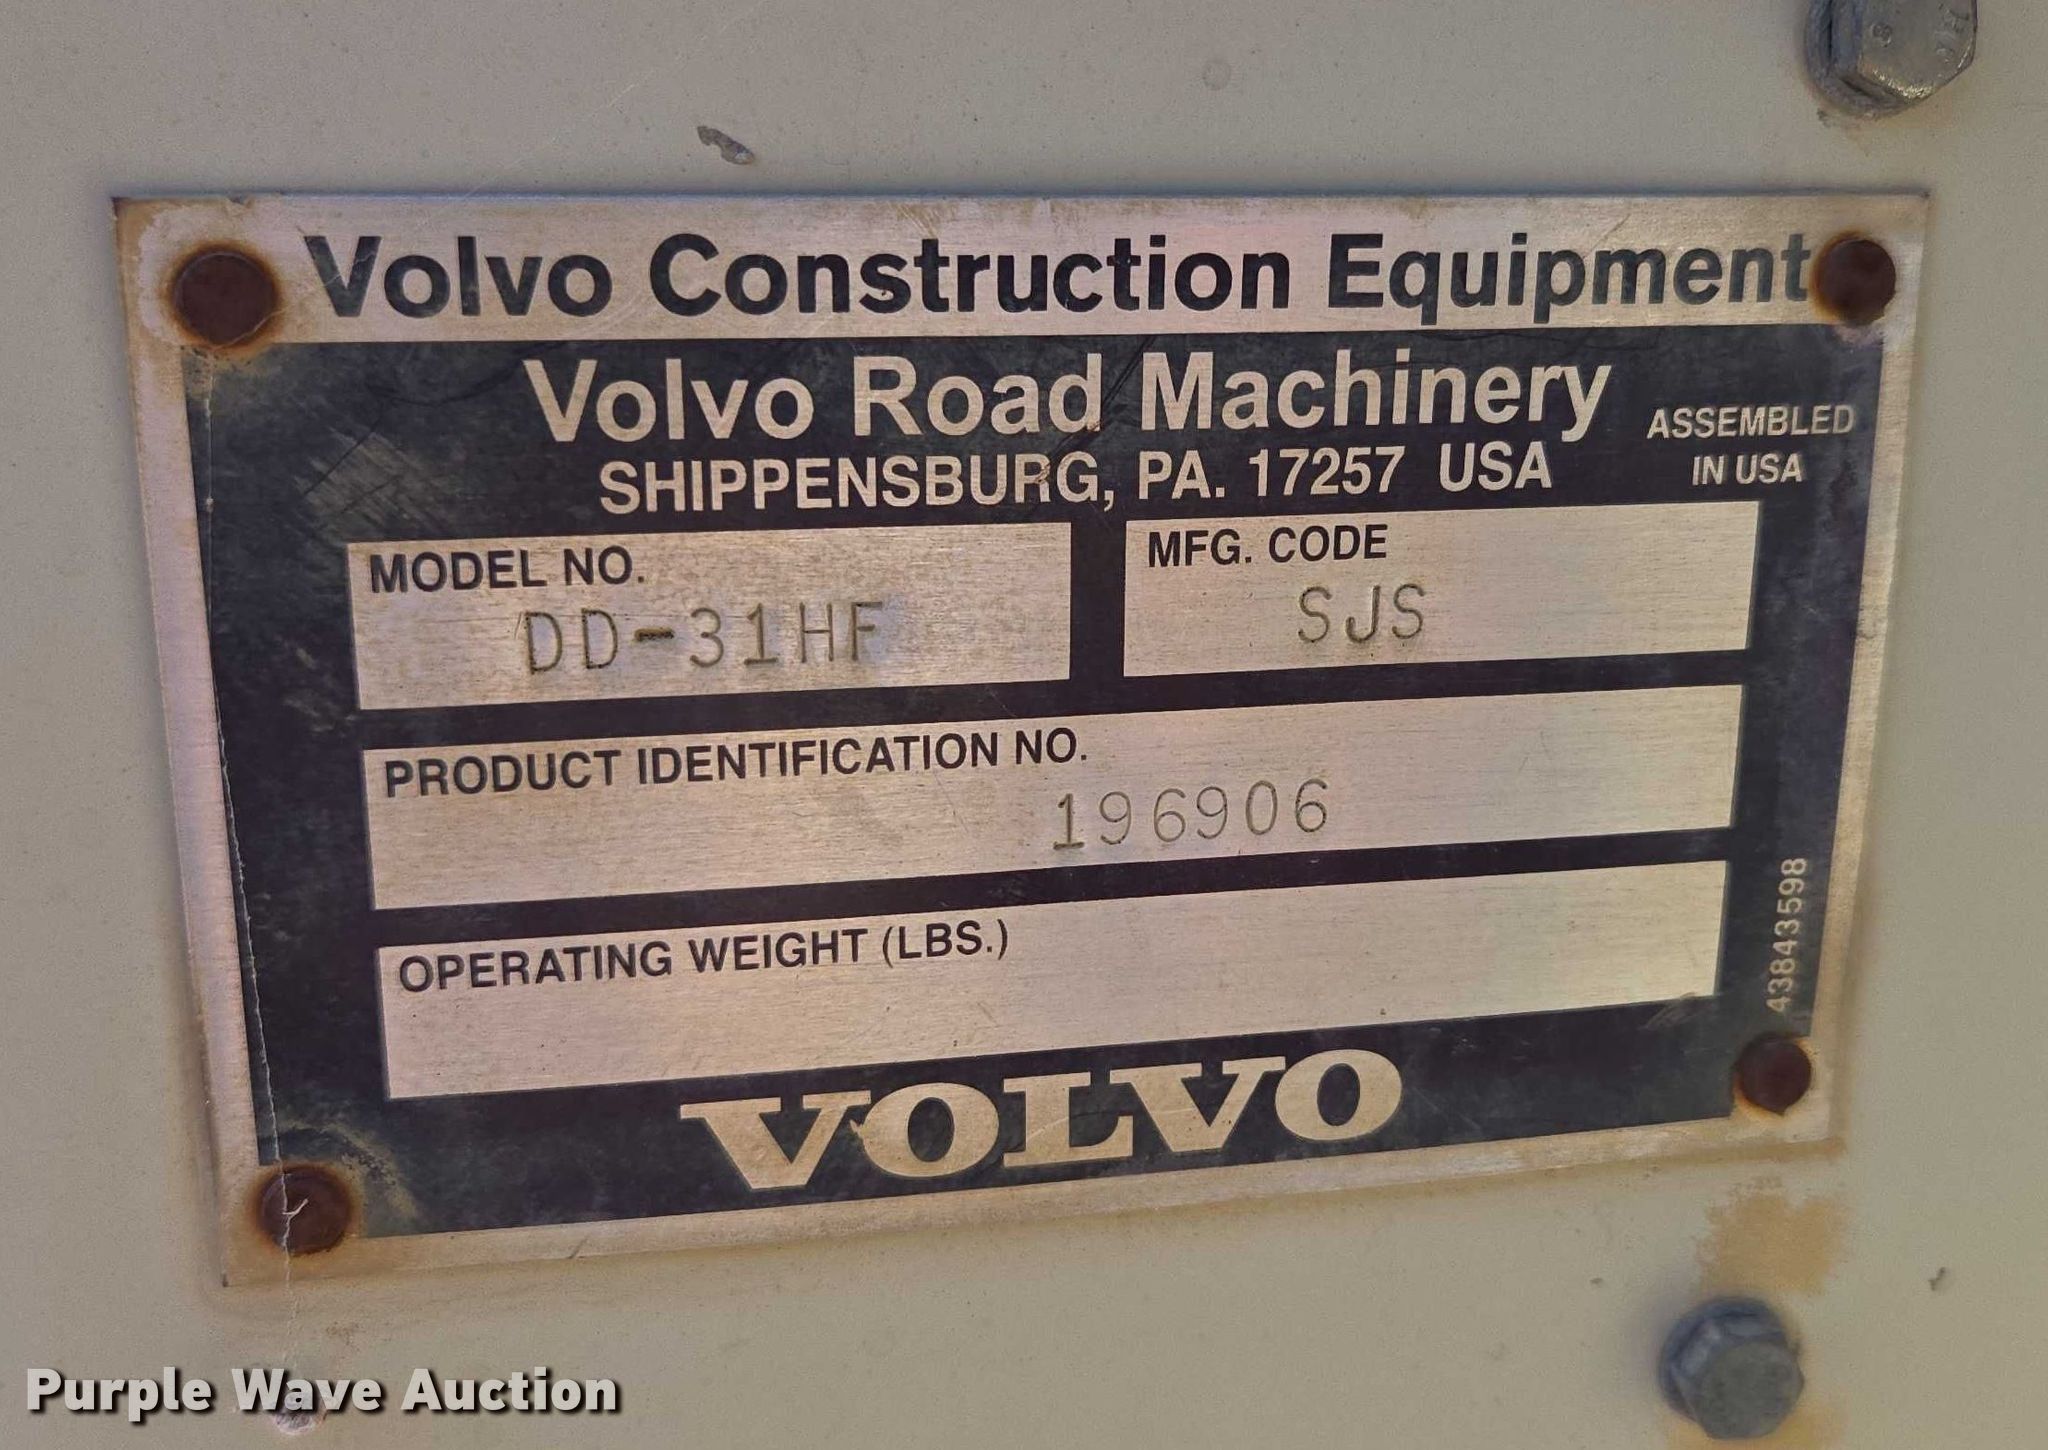 Volvo Construction Equipment
Volvo Road Machinery
SHIPPENSBURG, PA. 17257 USA
ASSEMBLED
IN USA
MODEL NO.
DD-31HF
MFG. CODE
SJS
PRODUCT IDENTIFICATION NO.
196906
OPERATING WEIGHT (LBS.)
43843598
VOLVO
Purple Wave Auction